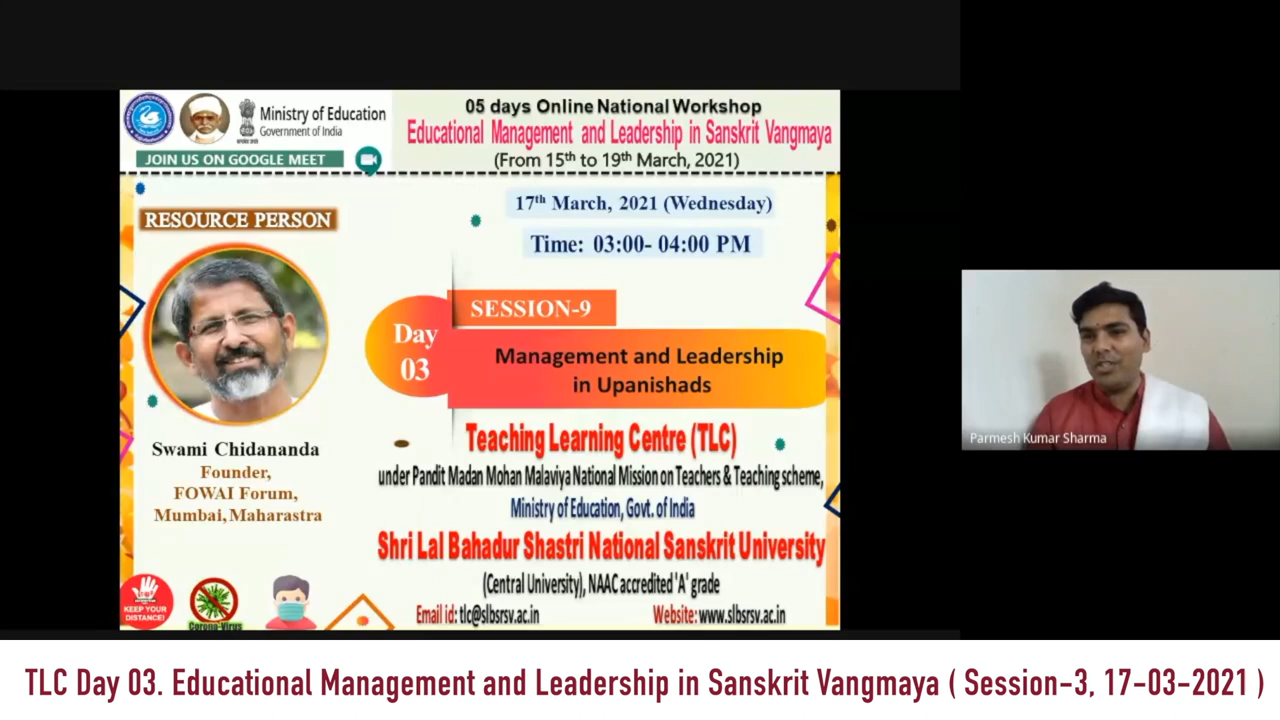 Ministry of Education
Government of India
JOIN US ON GOOGLE MEET
05 days Online National Workshop
Educational Management and Leadership in Sanskrit Vangmaya
(From 15th to 19th March, 2021)
RESOURCE PERSON
17th March, 2021 (Wednesday)
Time: 03:00- 04:00 PM
SESSION-9
Day
03
Management and Leadership
in Upanishads
Swami Chidananda
Founder,
FOWAI Forum,
Mumbai, Maharastra
Teaching Learning Centre (TLC)
under Pandit Madan Mohan Malaviya National Mission on Teachers & Teaching scheme,
Ministry of Education, Govt. of India
Shri Lal Bahadur Shastri National Sanskrit University
(Central University), NAAC accredited 'A' grade
Email id: tlc@slbsrsv.ac.in
Website: www.slbsrsv.ac.in
KEEP YOUR
DISTANCE!
Corona-Virus
Parmesh Kumar Sharma
TLC Day 03. Educational Management and Leadership in Sanskrit Vangmaya ( Session-3, 17-03-2021 )